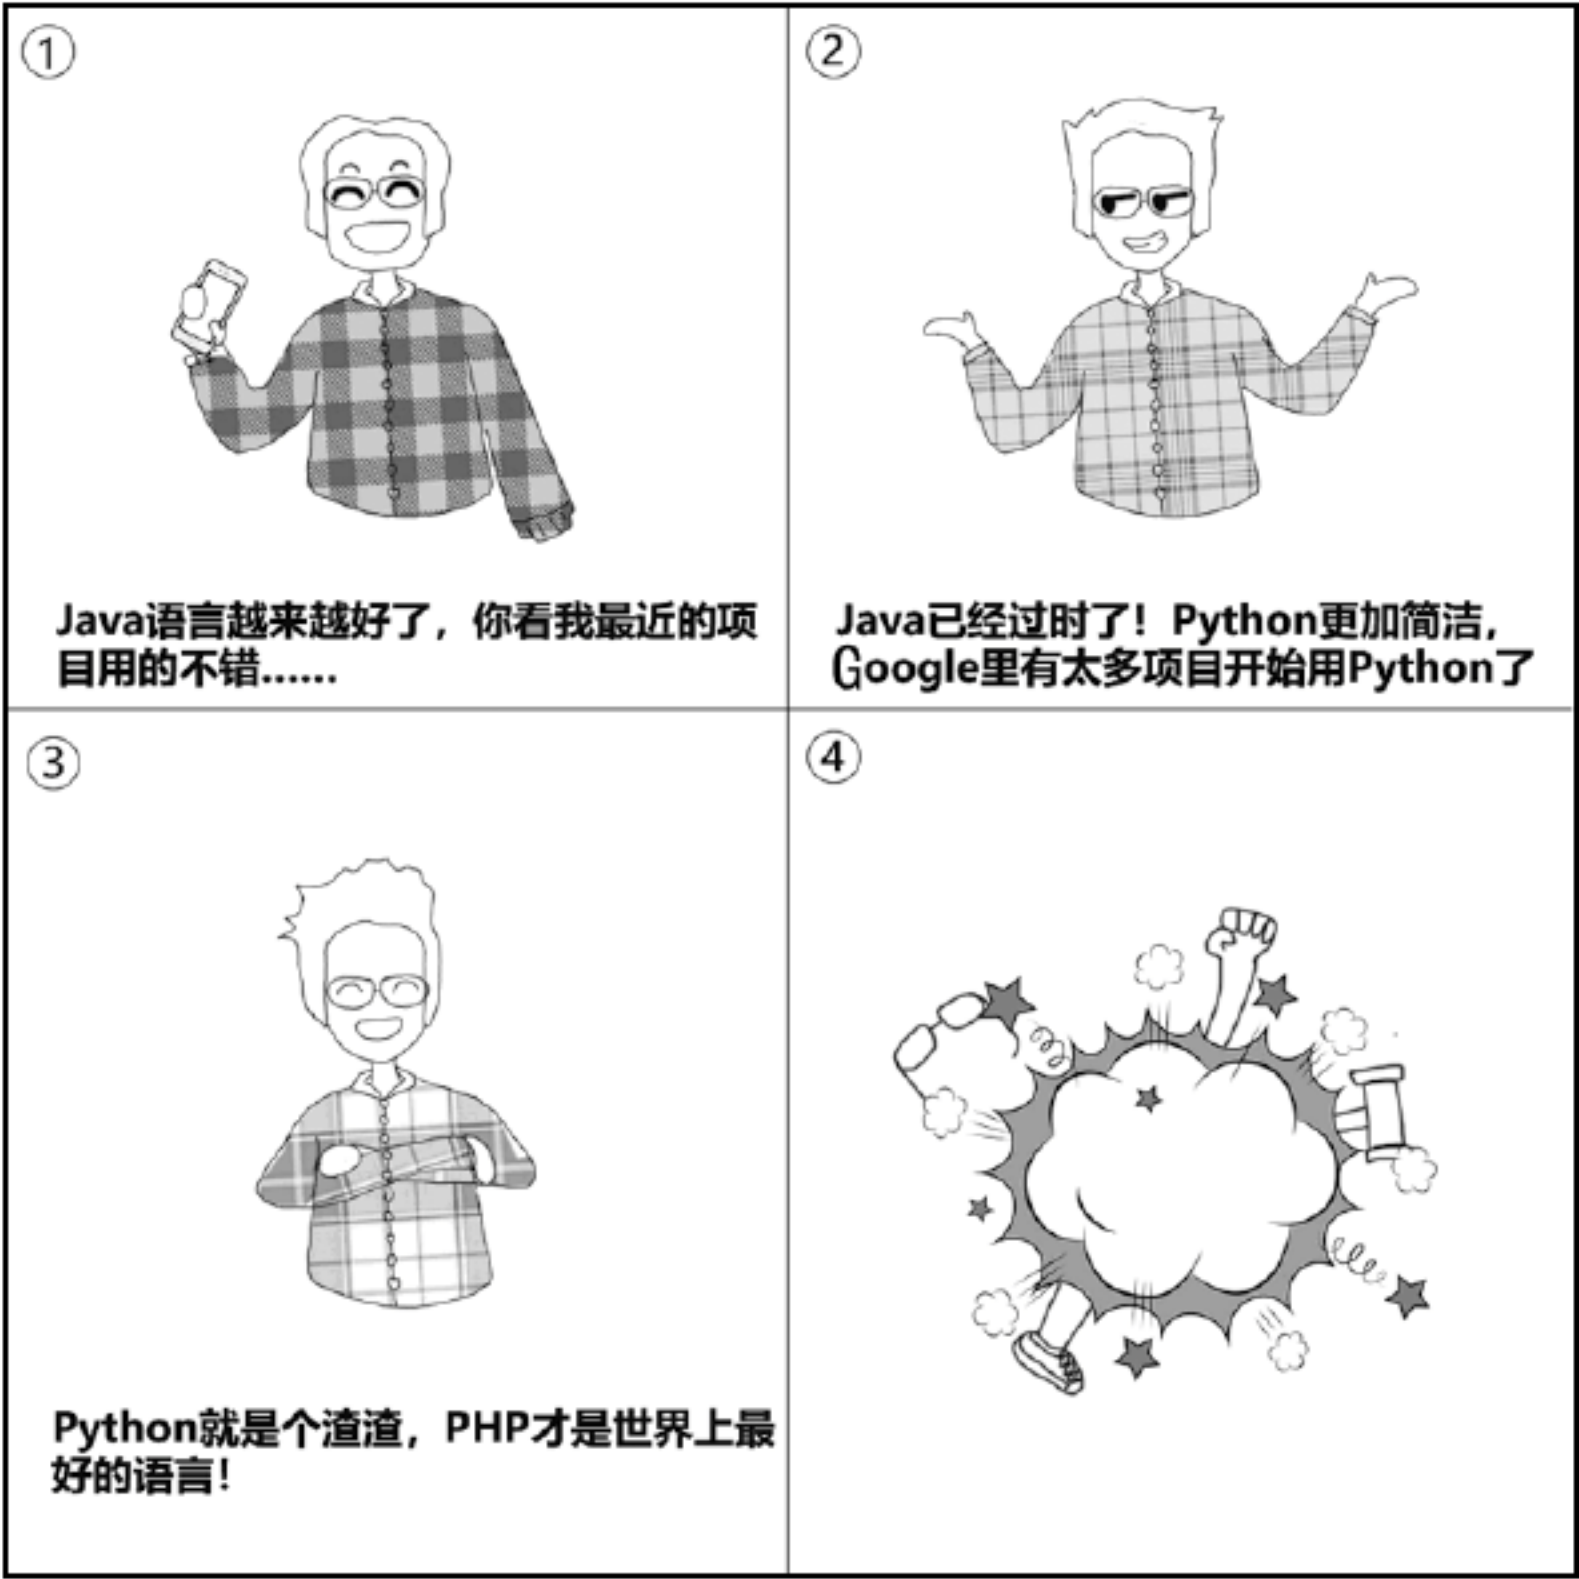 ①
Java语言越来越好了，你看我最近的项
目用的不错……
②
Java已经过时了！Python更加简洁，
Google里有太多项目开始用Python了
③
Python就是个渣渣，PHP才是世界上最
好的语言！
④